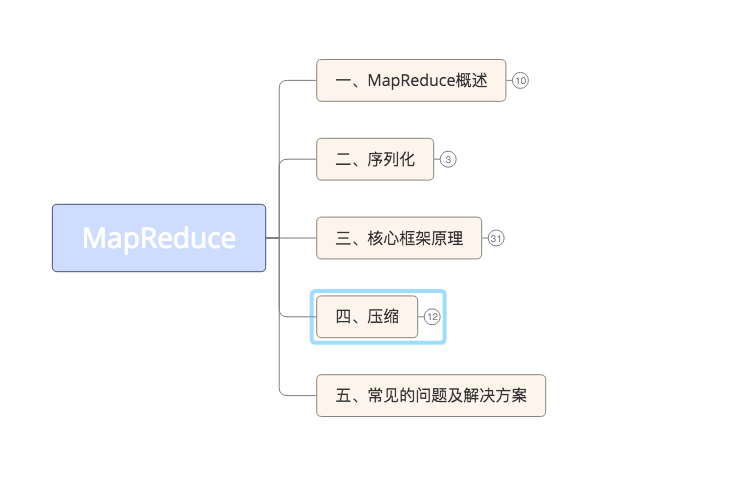 一、MapReduce概述
10
二、序列化
3
MapReduce
三、核心框架原理
31
四、压缩
12
五、常见的问题及解决方案